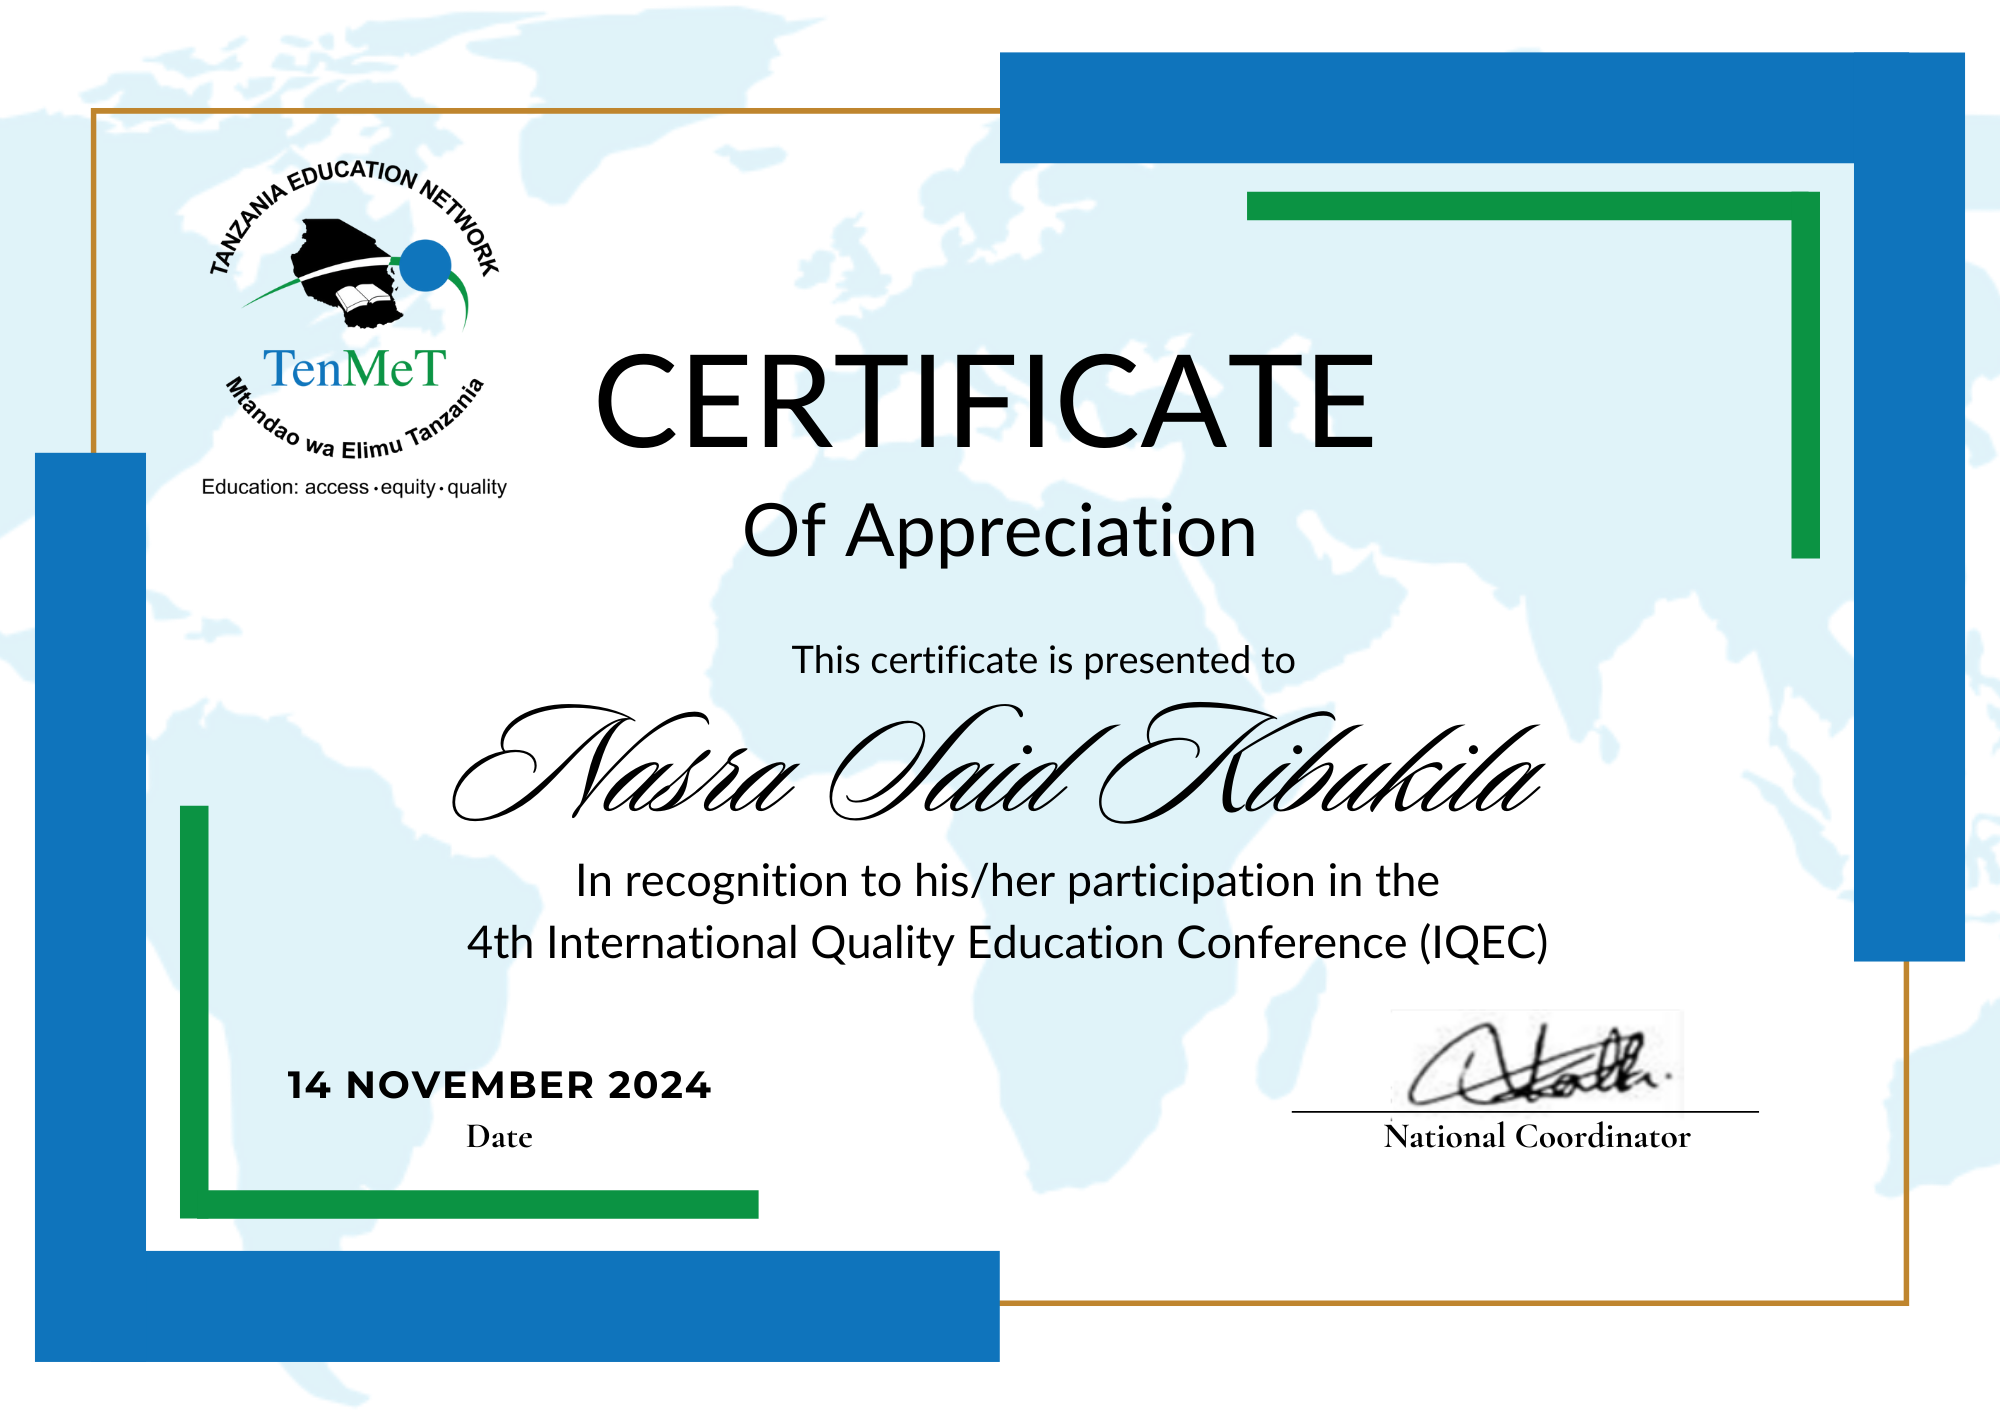 TANZANIA EDUCATION NETWORK
TenMeT
Mtandao wa Elimu Tanzania
Education: access • equity • quality
CERTIFICATE
Of Appreciation
This certificate is presented to
Nasra Said Kibukila
In recognition to his/her participation in the
4th International Quality Education Conference (IQEC)
14 NOVEMBER 2024
Date
National Coordinator